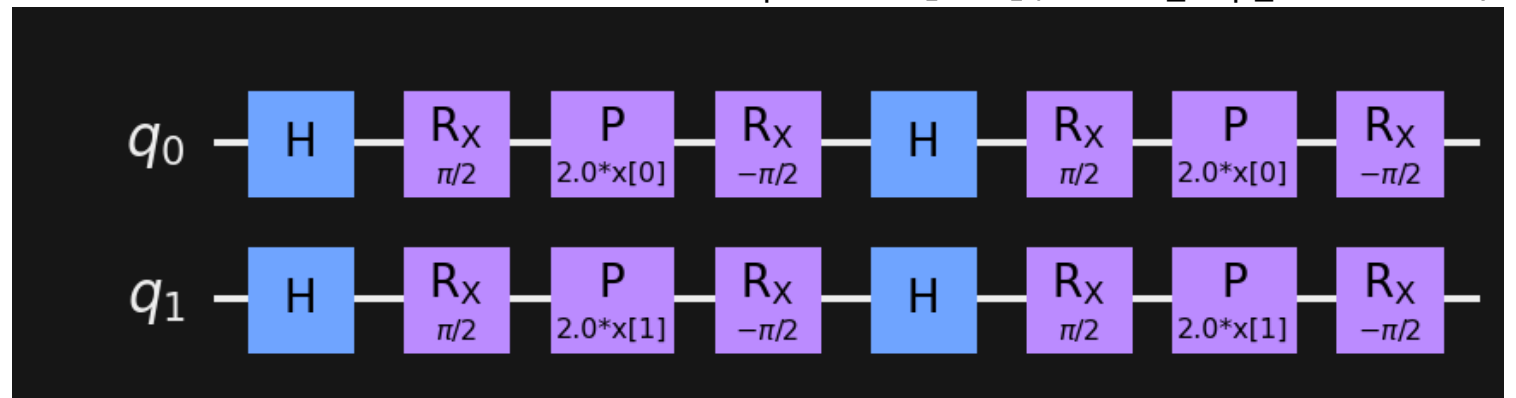 q0 H RX π/2 P 2.0*x[0] RX −π/2 H RX π/2 P 2.0*x[0] RX −π/2
q1 H RX π/2 P 2.0*x[1] RX −π/2 H RX π/2 P 2.0*x[1] RX −π/2